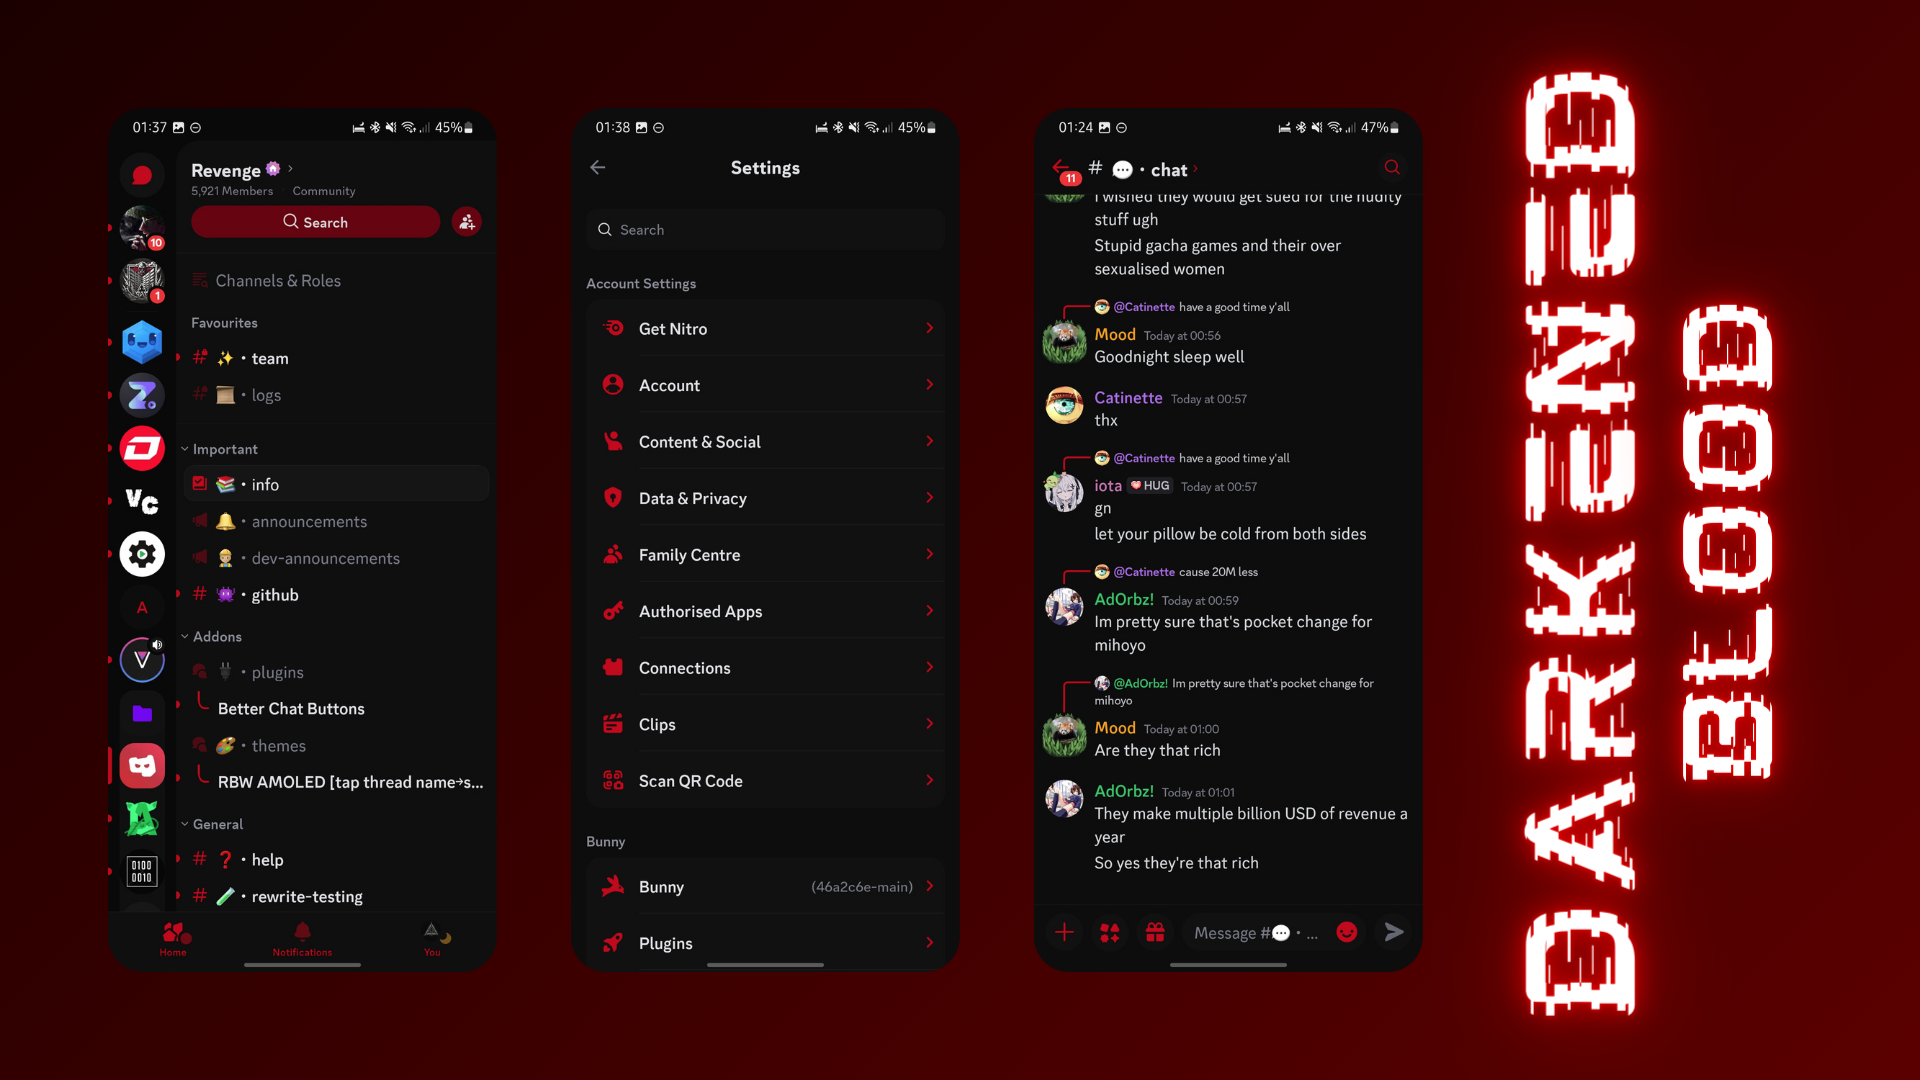 01:37
45%
Revenge
5,921 Members
Community
Search
10
1
Channels & Roles
Favourites
# ✨ • team
# 📜 • logs
Important
📚 • info
🔔 • announcements
👷 • dev-announcements
# 👾 • github
Addons
🔌 • plugins
Better Chat Buttons
🎨 • themes
RBW AMOLED [tap thread name→s...
General
# ❓ • help
# 🧪 • rewrite-testing
VC
A
0100
0010
Home
Notifications
You
01:38
45%
Settings
Search
Account Settings
Get Nitro
Account
Content & Social
Data & Privacy
Family Centre
Authorised Apps
Connections
Clips
Scan QR Code
Bunny
Bunny
(46a2c6e-main)
Plugins
01:24
47%
11
# 💬 • chat
I wished they would get sued for the nudity
stuff ugh
Stupid gacha games and their over
sexualised women
@Catinette have a good time y'all
Mood Today at 00:56
Goodnight sleep well
Catinette Today at 00:57
thx
@Catinette have a good time y'all
iota HUG Today at 00:57
gn
let your pillow be cold from both sides
@Catinette cause 20M less
AdOrbz! Today at 00:59
Im pretty sure that's pocket change for
mihoyo
@AdOrbz! Im pretty sure that's pocket change for
mihoyo
Mood Today at 01:00
Are they that rich
AdOrbz! Today at 01:01
They make multiple billion USD of revenue a
year
So yes they're that rich
Message #💬 • ...
DARKENED
BLOOD